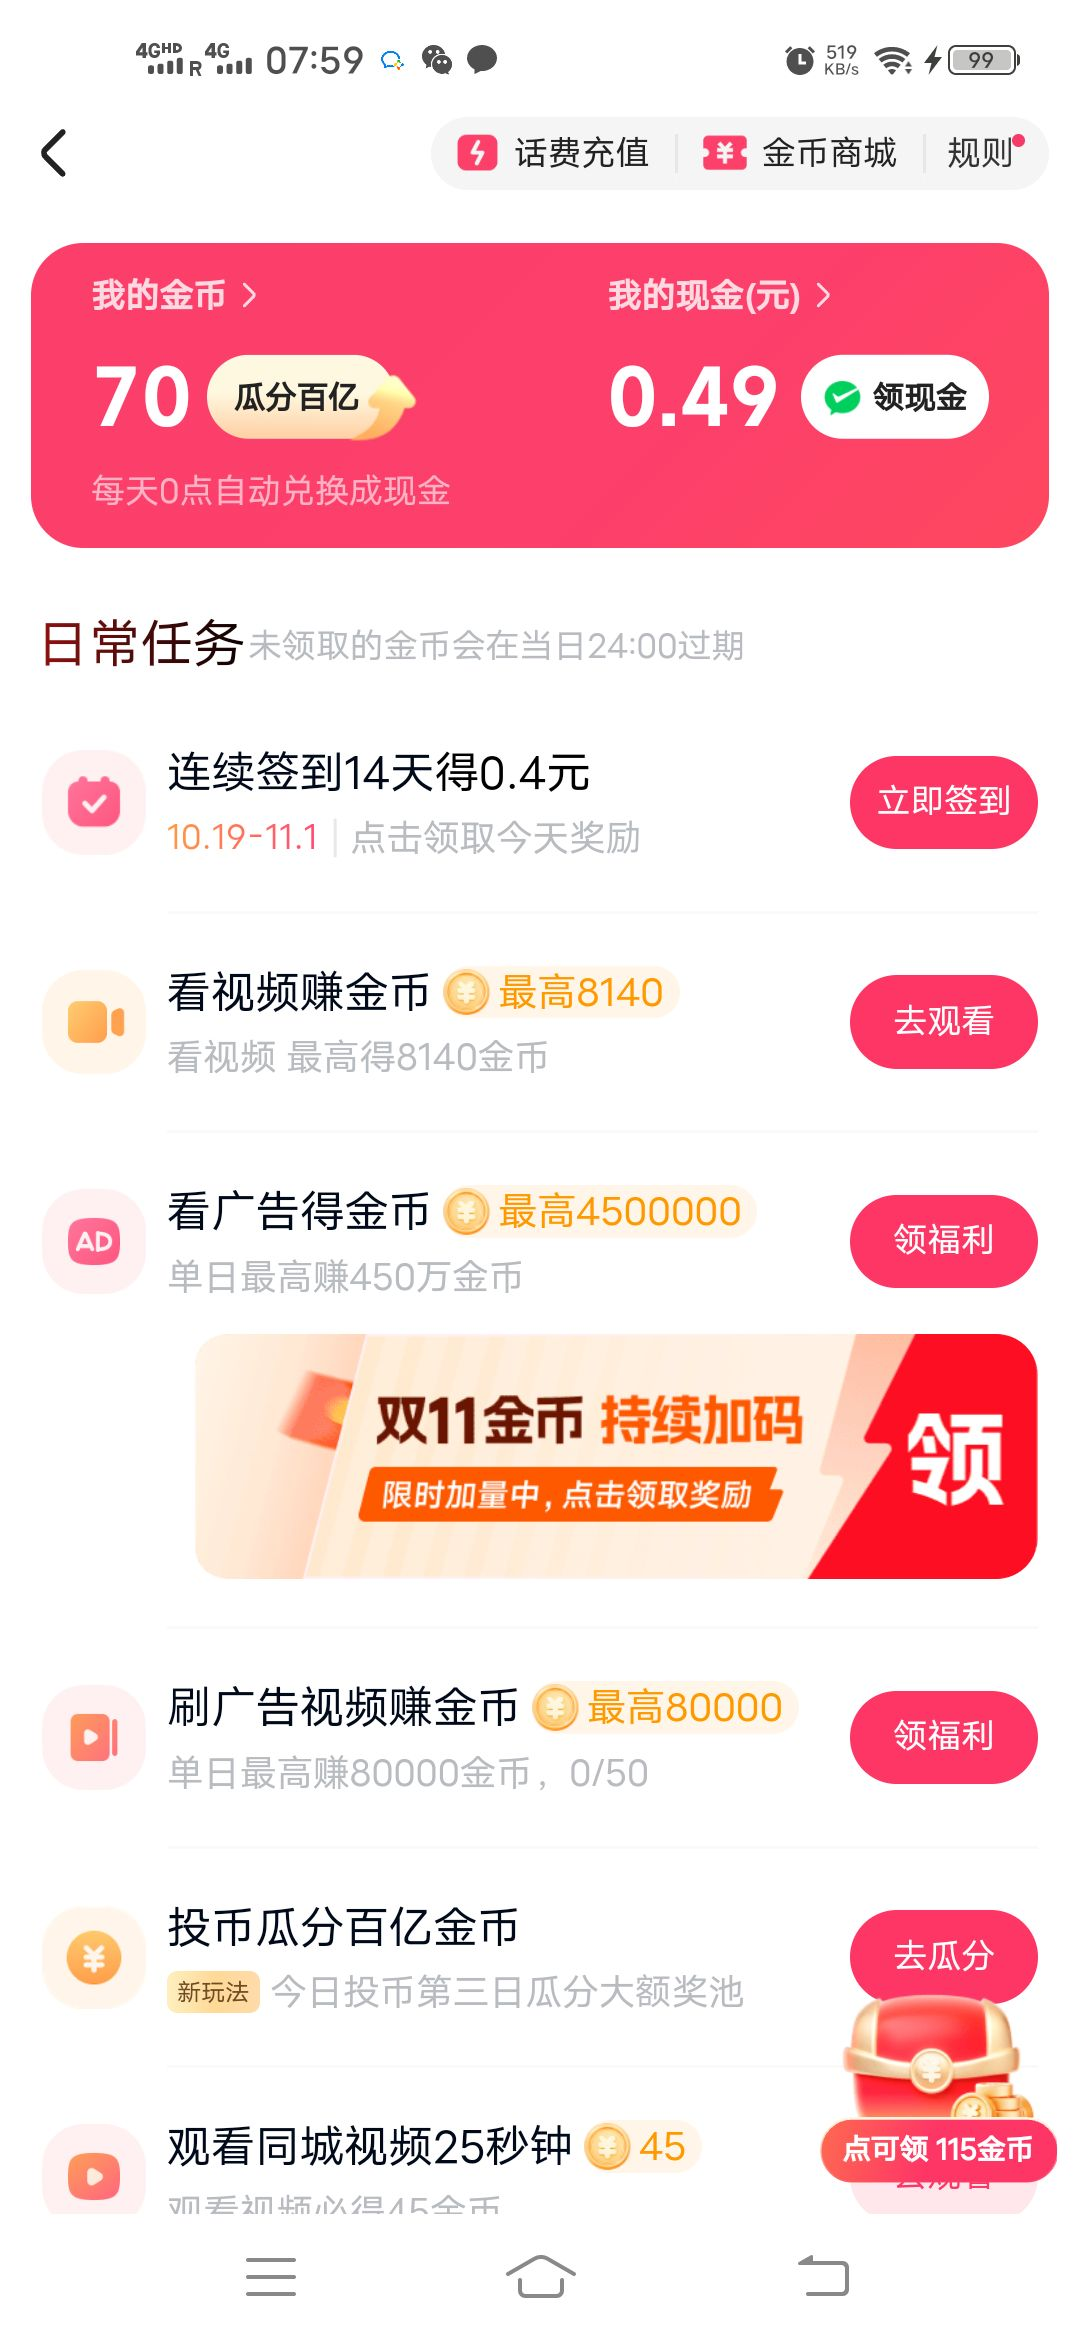 4GHD R 4G 07:59 519 KB/s 99
话费充值 金币商城 规则
我的金币 我的现金(元)
70 瓜分百亿 0.49 领现金
每天0点自动兑换成现金
日常任务 未领取的金币会在当日24:00过期
连续签到14天得0.4元
10.19-11.1 点击领取今天奖励
立即签到
看视频赚金币 最高8140
看视频 最高得8140金币
去观看
看广告得金币 最高4500000
单日最高赚450万金币
领福利
AD
双11金币 持续加码
限时加量中,点击领取奖励
领
刷广告视频赚金币 最高80000
单日最高赚80000金币，0/50
领福利
投币瓜分百亿金币
新玩法 今日投币第三日瓜分大额奖池
去瓜分
观看同城视频25秒钟 45
观看视频必得45金币
点可领 115金币
去观看